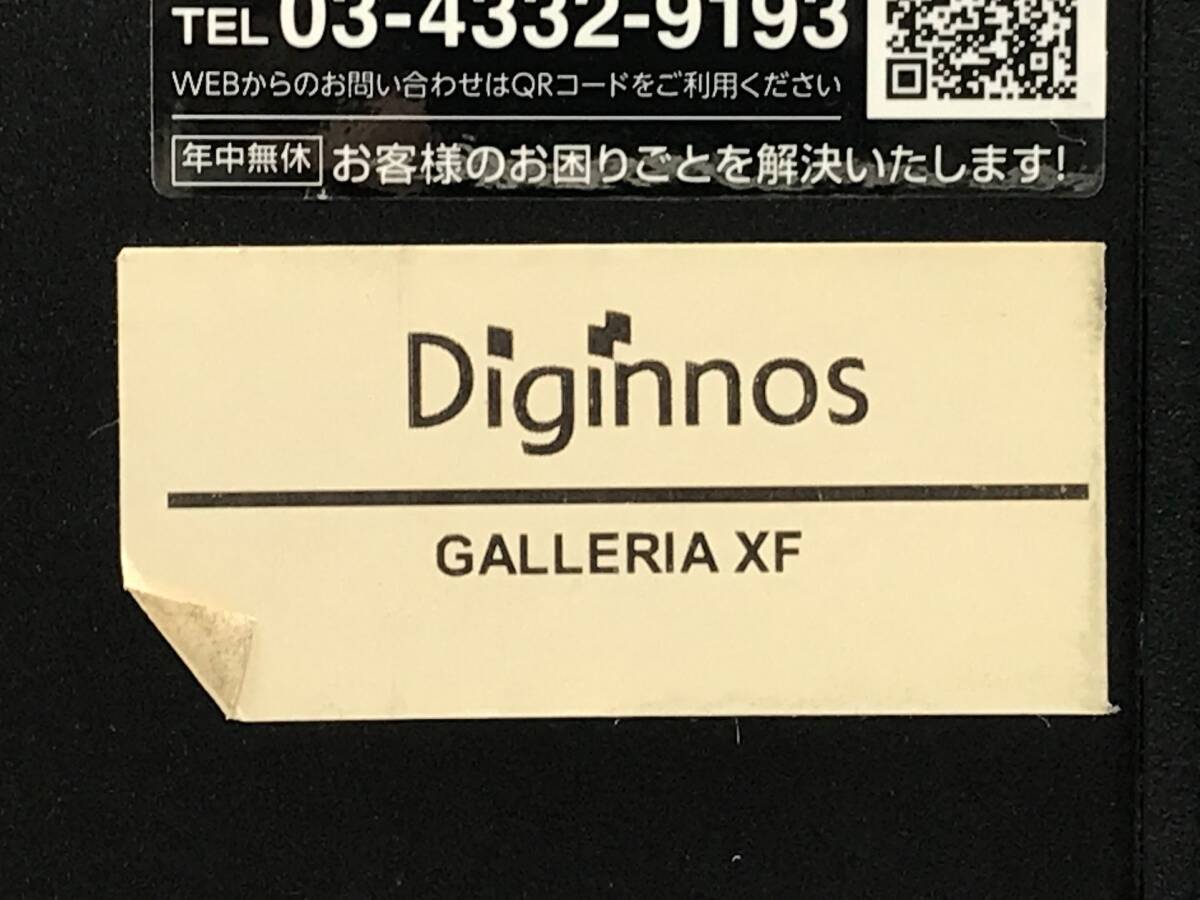 TEL 03-4332-9193
WEBからのお問い合わせはQRコードをご利用ください
年中無休 お客様のお困りごとを解決いたします!
Diginnos
GALLERIA XF